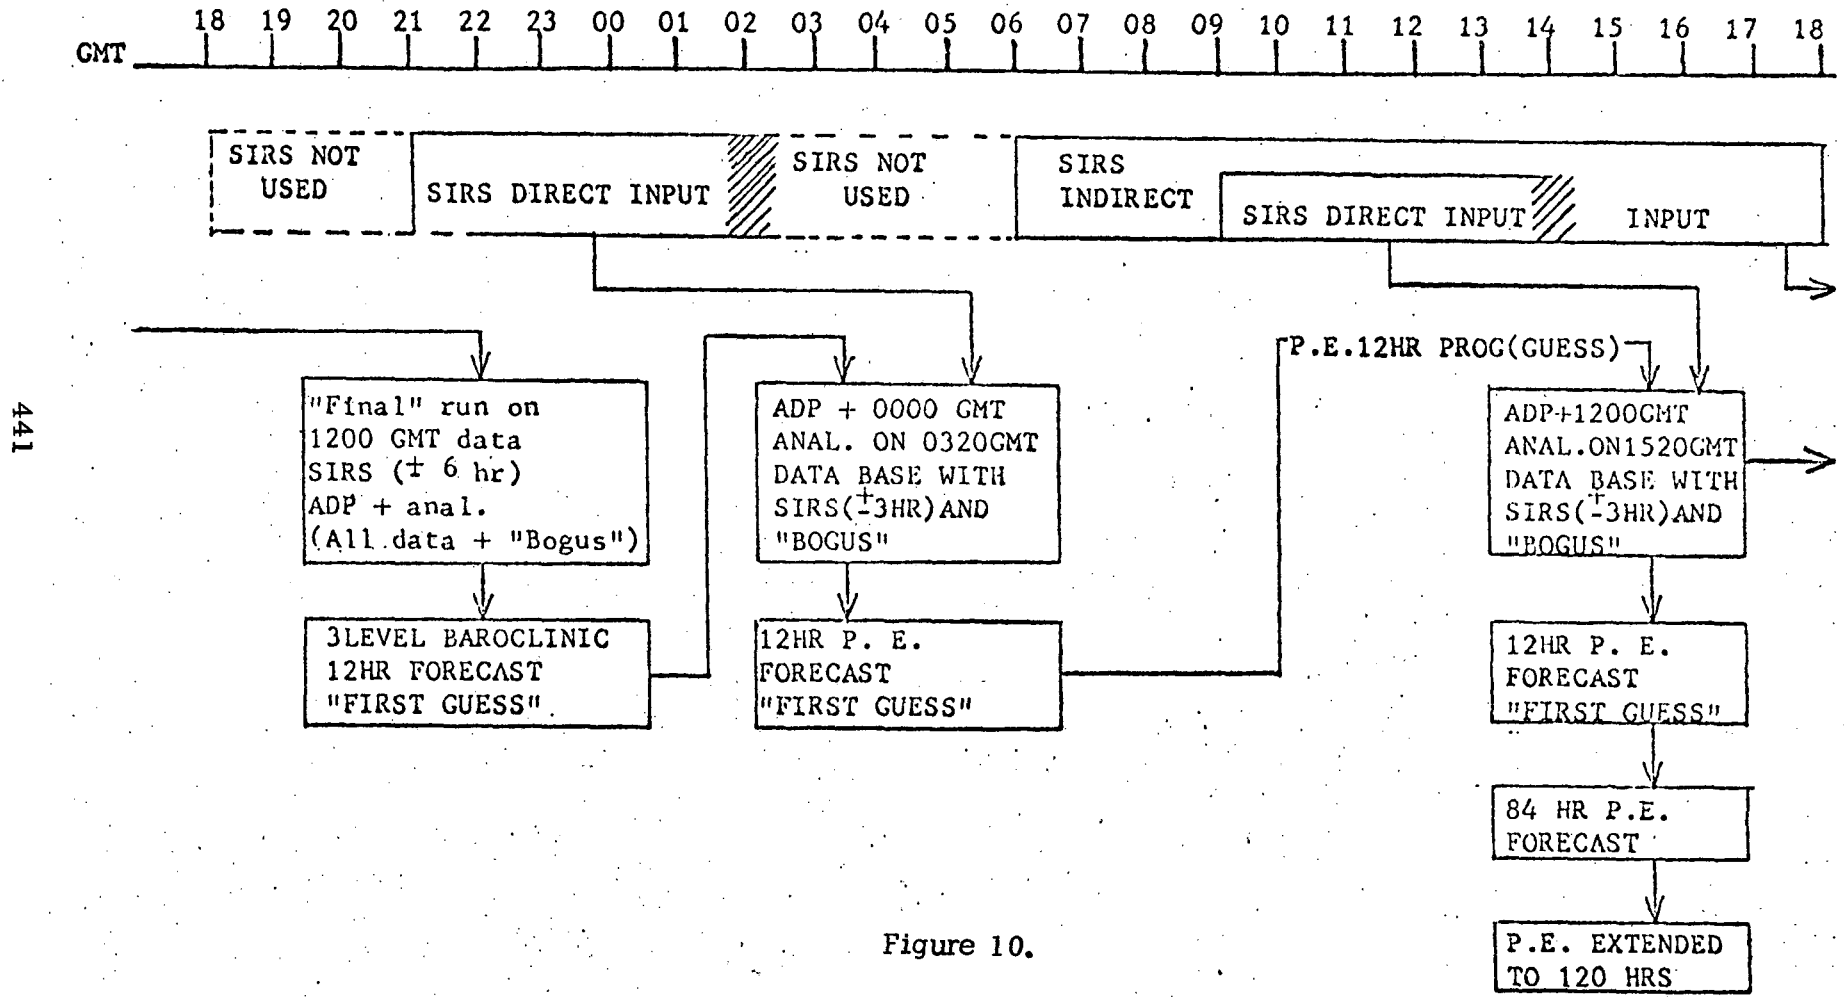 18 19 20 21 22 23 00 01 02 03 04 05 06 07 08 09 10 11 12 13 14 15 16 17 18
GMT
SIRS NOT
USED
SIRS DIRECT INPUT
SIRS NOT
USED
SIRS
INDIRECT
SIRS DIRECT INPUT
INPUT
P.E.12HR PROG(GUESS)
"Final" run on
1200 GMT data
SIRS (± 6 hr)
ADP + anal.
(All data + "Bogus")
ADP + 0000 GMT
ANAL. ON 0320GMT
DATA BASE WITH
SIRS(±3HR)AND
"BOGUS"
ADP+1200GMT
ANAL.ON1520GMT
DATA BASE WITH
SIRS(±3HR)AND
"BOGUS"
3LEVEL BAROCLINIC
12HR FORECAST
"FIRST GUESS".
12HR P. E.
FORECAST
"FIRST GUESS"
12HR P. E.
FORECAST
"FIRST GUESS"
84 HR P.E.
FORECAST
P.E. EXTENDED
TO 120 HRS
Figure 10.
441